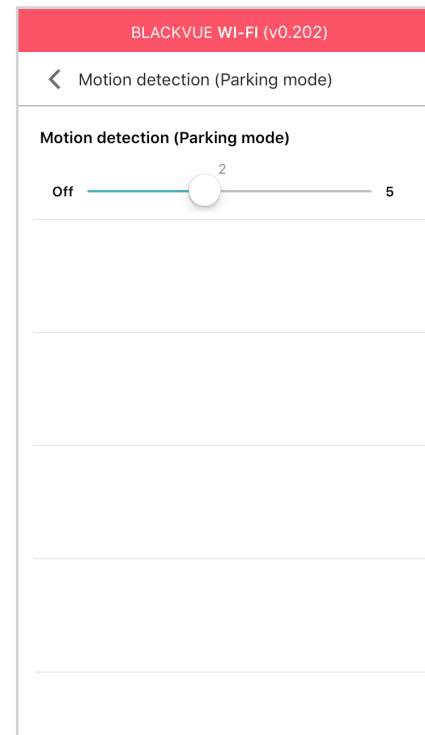 BLACKVUE WI-FI (v0.202)
Motion detection (Parking mode)
Motion detection (Parking mode)
2
Off 5